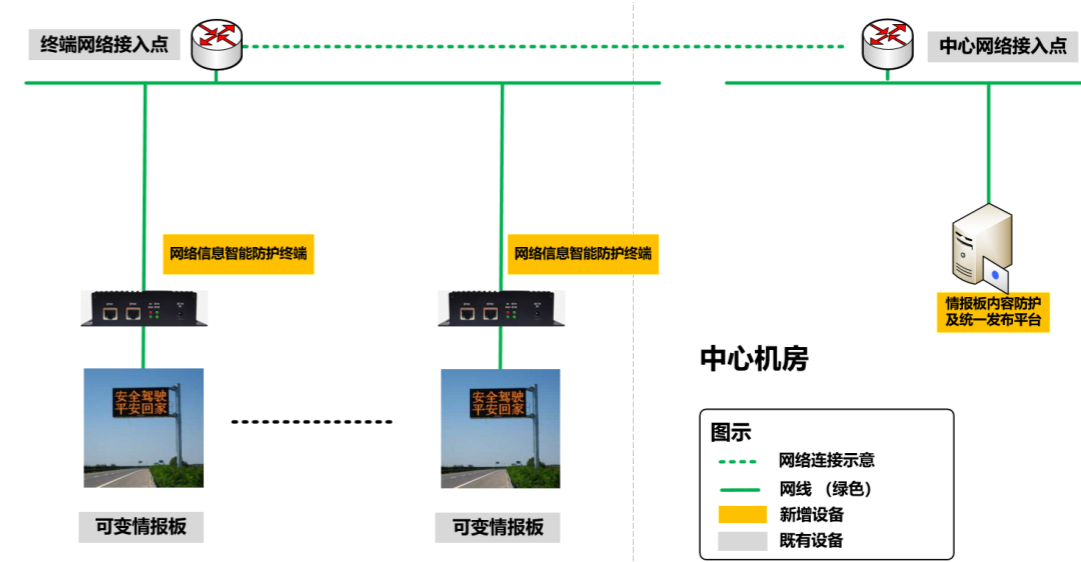 终端网络接入点
中心网络接入点
网络信息智能防护终端
网络信息智能防护终端
情报板内容防护
及统一发布平台
安全驾驶
平安回家
安全驾驶
平安回家
可变情报板
可变情报板
中心机房
图示
网络连接示意
网线 （绿色）
新增设备
既有设备